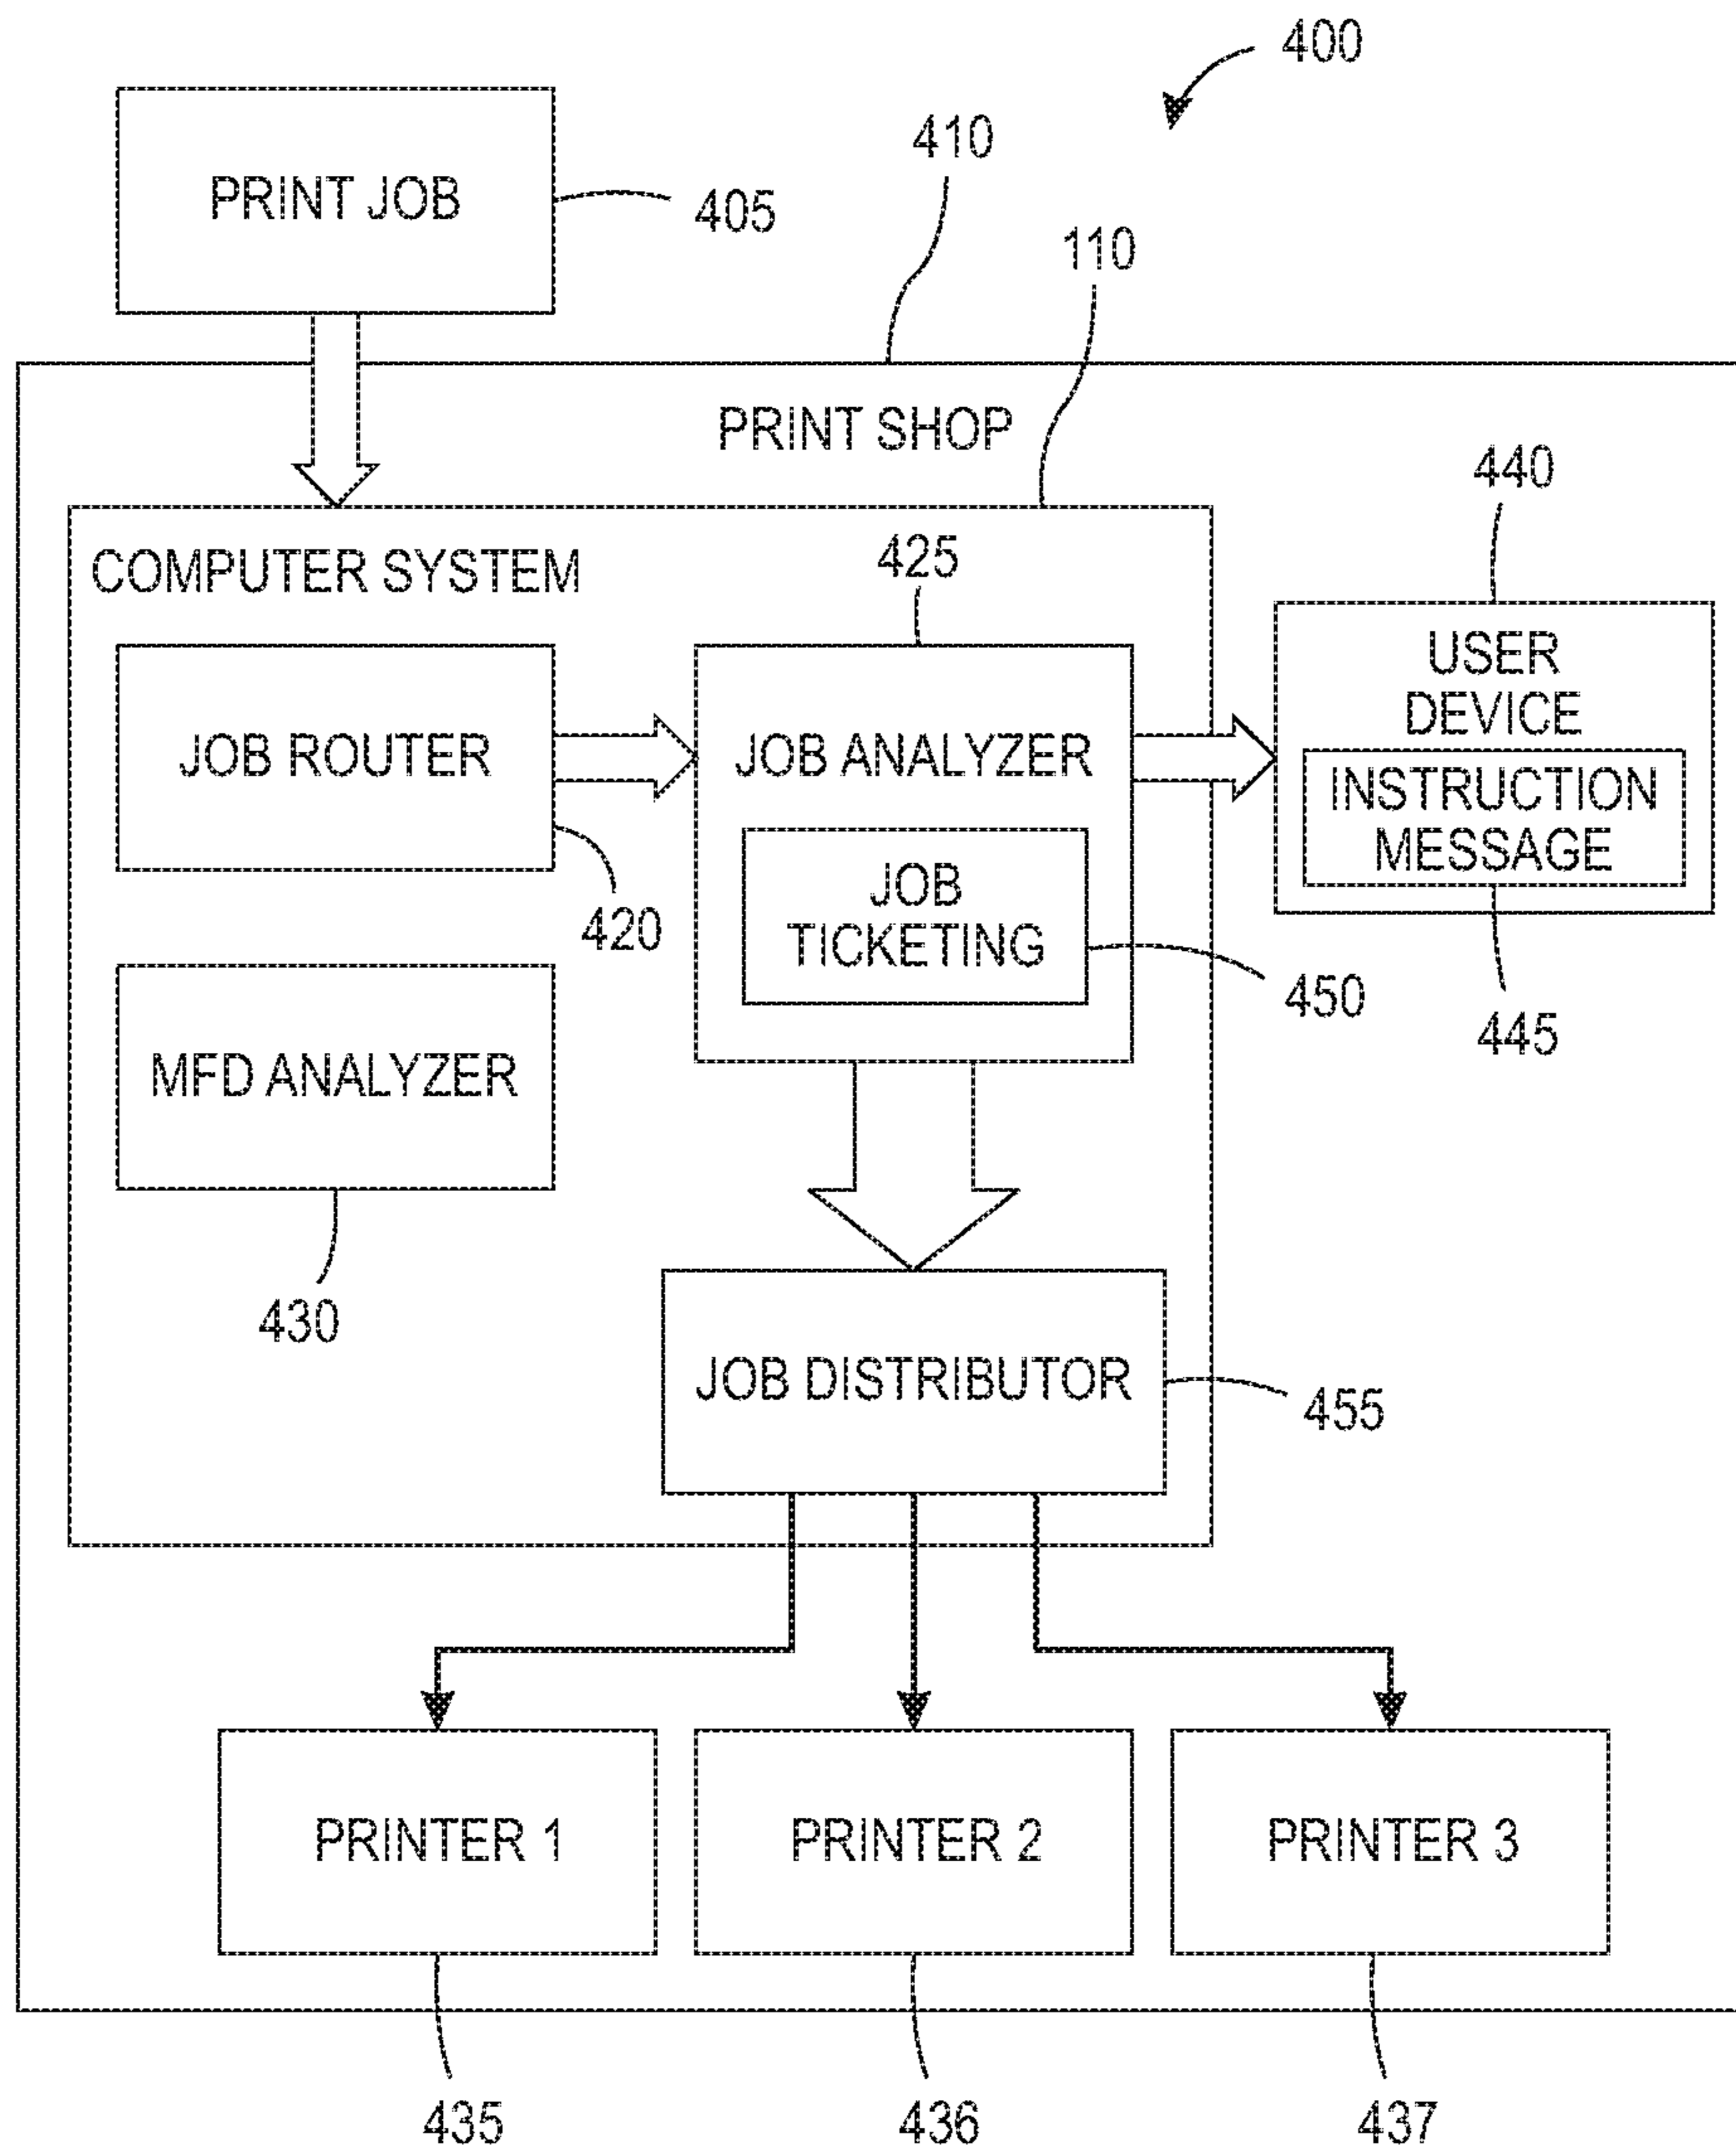 400
410
PRINT JOB
405
110
PRINT SHOP
440
COMPUTER SYSTEM
425
USER
DEVICE
JOB ROUTER
JOB ANALYZER
INSTRUCTION
MESSAGE
JOB
TICKETING
420
450
445
MFD ANALYZER
430
JOB DISTRIBUTOR
455
PRINTER 1
PRINTER 2
PRINTER 3
435
436
437